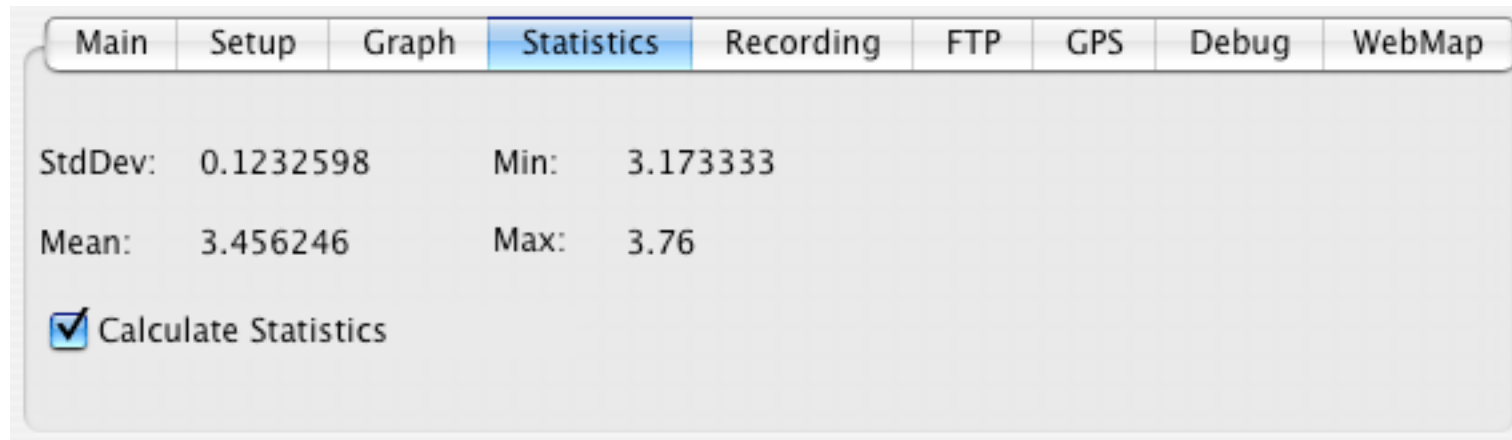 Main Setup Graph Statistics Recording FTP GPS Debug WebMap
StdDev: 0.1232598 Min: 3.173333
Mean: 3.456246 Max: 3.76
Calculate Statistics